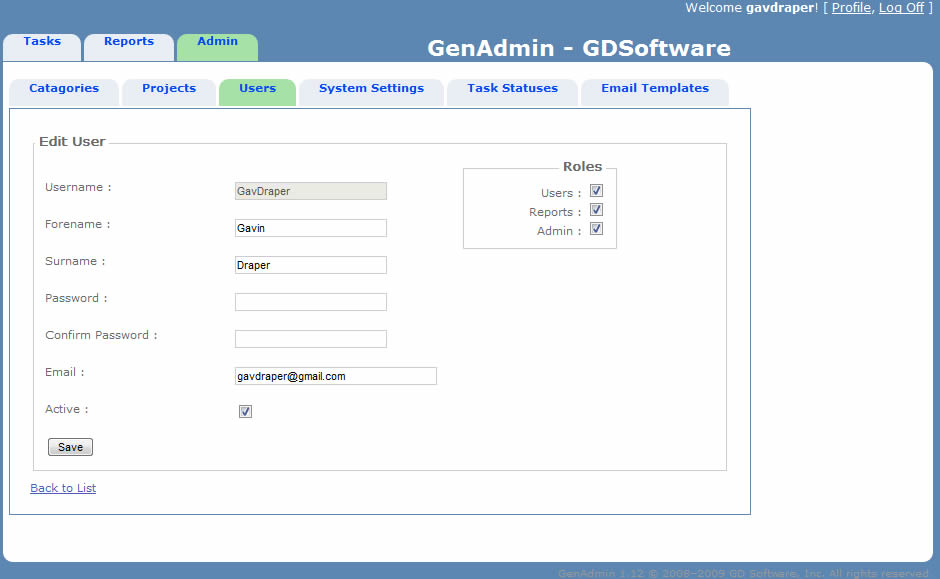 Welcome gavdraper! [ Profile, Log Off ]
Tasks Reports Admin
GenAdmin - GDSoftware
Catagories Projects Users System Settings Task Statuses Email Templates
Edit User
Roles
Username : GavDraper
Users :
Reports :
Forename : Gavin
Admin :
Surname : Draper
Password :
Confirm Password :
Email : gavdraper@gmail.com
Active :
Save
Back to List
GenAdmin 1.12 © 2008-2009 GD Software, Inc. All rights reserved.